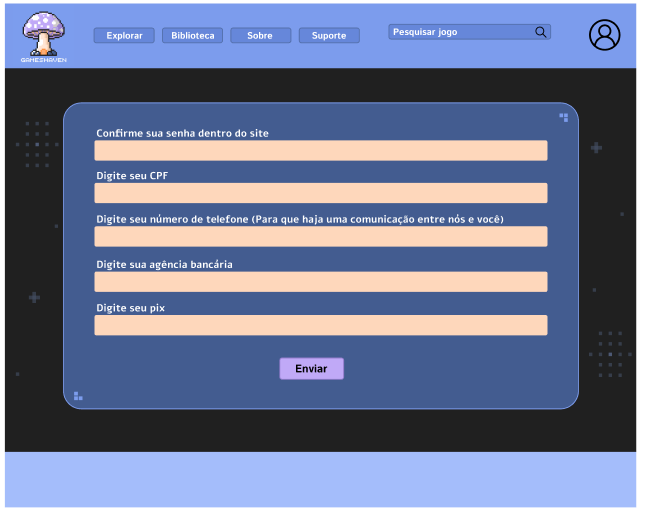 GAMESHAVEN
Explorar
Biblioteca
Sobre
Suporte
Pesquisar jogo
Confirme sua senha dentro do site
Digite seu CPF
Digite seu número de telefone (Para que haja uma comunicação entre nós e você)
Digite sua agência bancária
Digite seu pix
Enviar